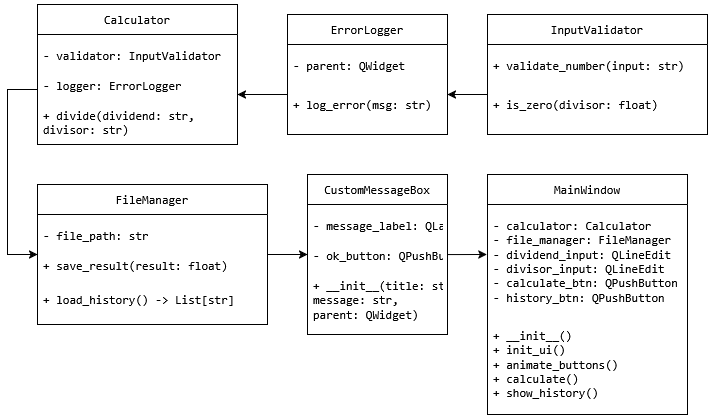 Calculator
- validator: InputValidator
- logger: ErrorLogger
+ divide(dividend: str,
divisor: str)
ErrorLogger
- parent: QWidget
+ log_error(msg: str)
InputValidator
+ validate_number(input: str)
+ is_zero(divisor: float)
FileManager
- file_path: str
+ save_result(result: float)
+ load_history() -> List[str]
CustomMessageBox
- message_label: QLa
- ok_button: QPushBu
+ __init__(title: st
message: str,
parent: QWidget)
MainWindow
- calculator: Calculator
- file_manager: FileManager
- dividend_input: QLineEdit
- divisor_input: QLineEdit
- calculate_btn: QPushButton
- history_btn: QPushButton
+ __init__()
+ init_ui()
+ animate_buttons()
+ calculate()
+ show_history()